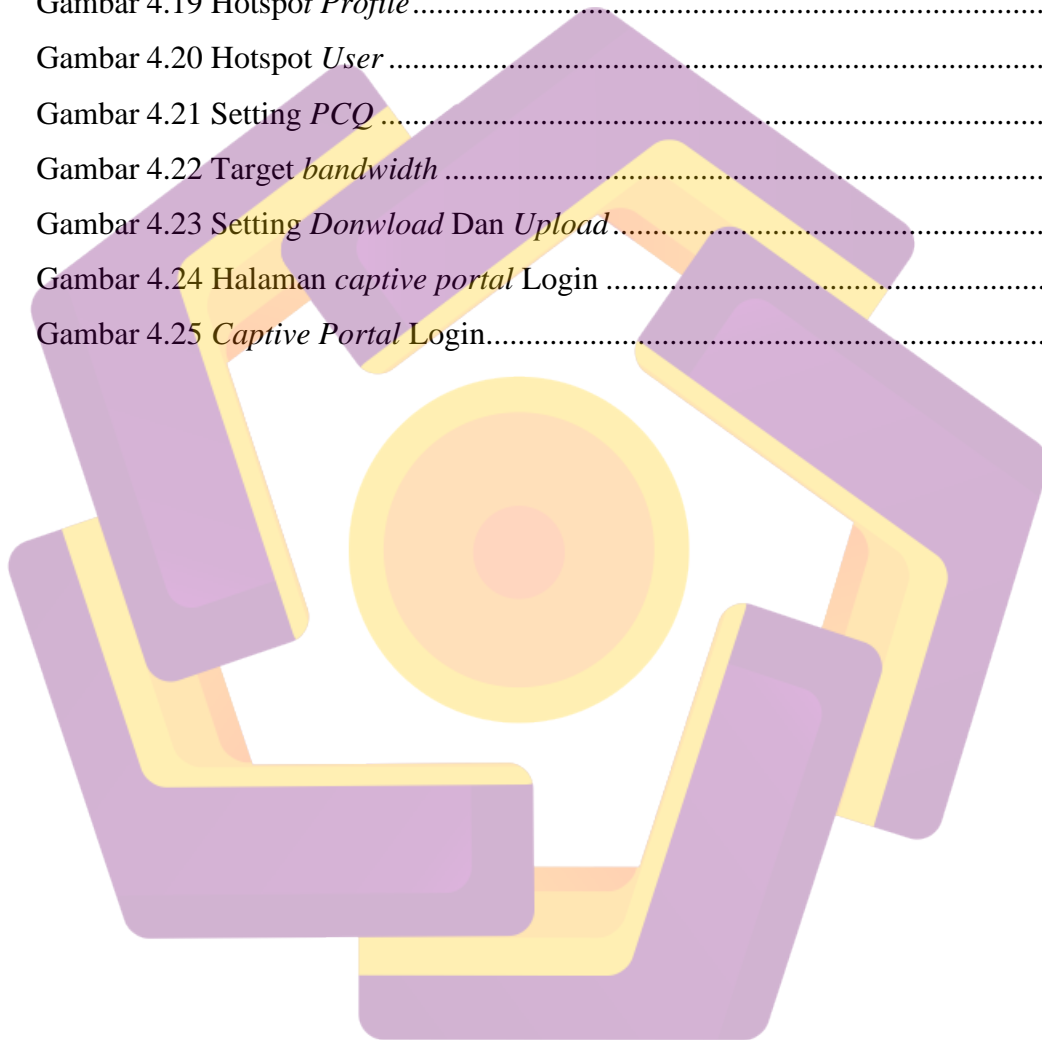 Gambar 4.19 Hotspot Profile........................................................................
Gambar 4.20 Hotspot User...........................................................................
Gambar 4.21 Setting PCQ............................................................................
Gambar 4.22 Target bandwidth....................................................................
Gambar 4.23 Setting Donwload Dan Upload..............................................
Gambar 4.24 Halaman captive portal Login ...............................................
Gambar 4.25 Captive Portal Login..............................................................